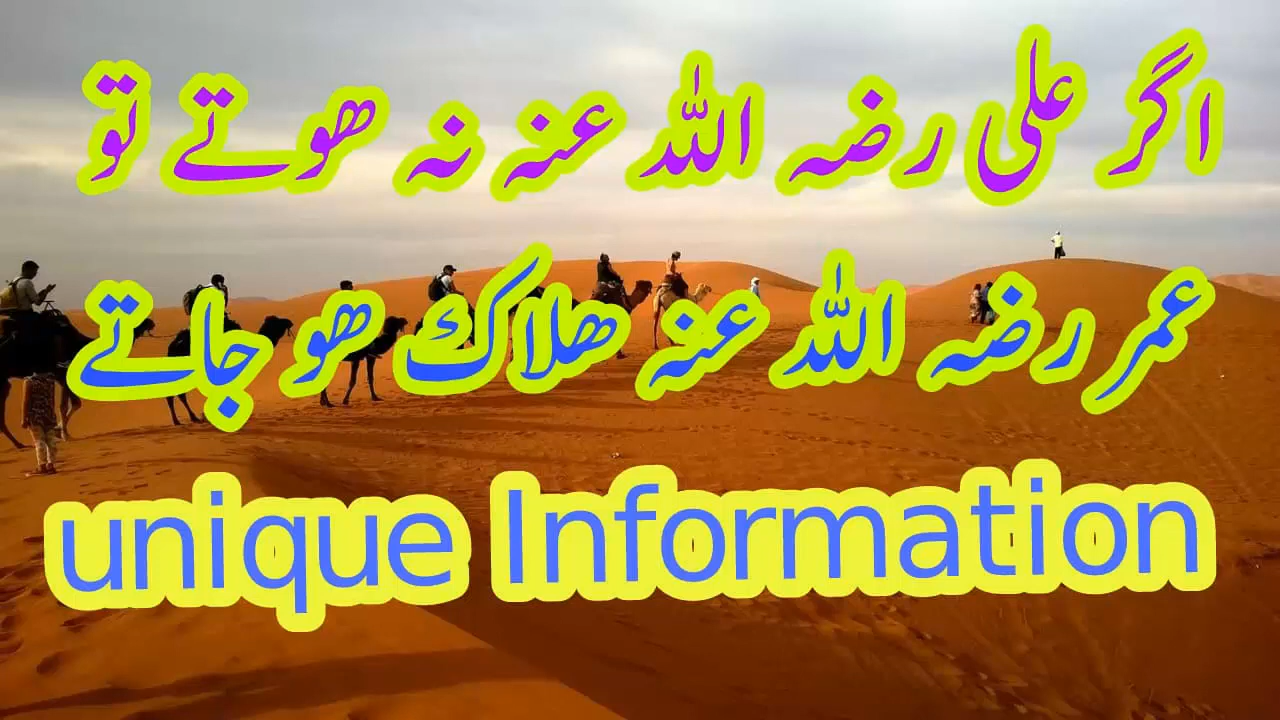 اگر علی رضہ اللہ عنہ نہ ھوتے تو
عمر رضہ اللہ عنہ ھلاک ھو جاتے
unique Information